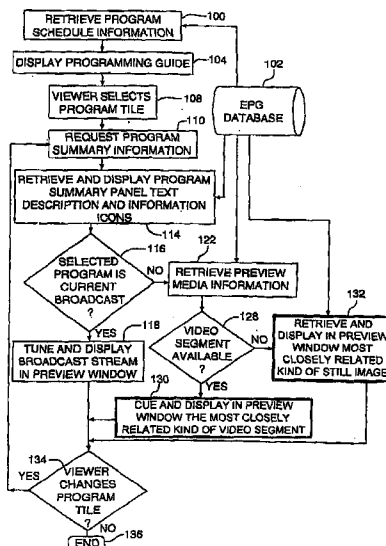 RETRIEVE PROGRAM
SCHEDULE INFORMATION
100
DISPLAY PROGRAMMING GUIDE
104
102
VIEWER SELECTS
PROGRAM TILE
108
EPG
DATABASE
110
REQUEST PROGRAM
SUMMARY INFORMATION
RETRIEVE AND DISPLAY PROGRAM
SUMMARY PANEL TEXT
DESCRIPTION AND INFORMATION
ICONS
114
116
SELECTED
PROGRAM IS
CURRENT
BROADCAST
?
NO
YES
122
RETRIEVE PREVIEW
MEDIA INFORMATION
118
TUNE AND DISPLAY
BROADCAST STREAM
IN PREVIEW WINDOW
128
VIDEO
SEGMENT
AVAILABLE
?
NO
YES
132
RETRIEVE AND
DISPLAY IN PREVIEW
WINDOW MOST
CLOSELY RELATED
KIND OF STILL IMAGE
130
CUE AND DISPLAY IN PREVIEW
WINDOW THE MOST CLOSELY
RELATED KIND OF VIDEO SEGMENT
134
YES
VIEWER
CHANGES
PROGRAM
TILE
?
NO
END
136